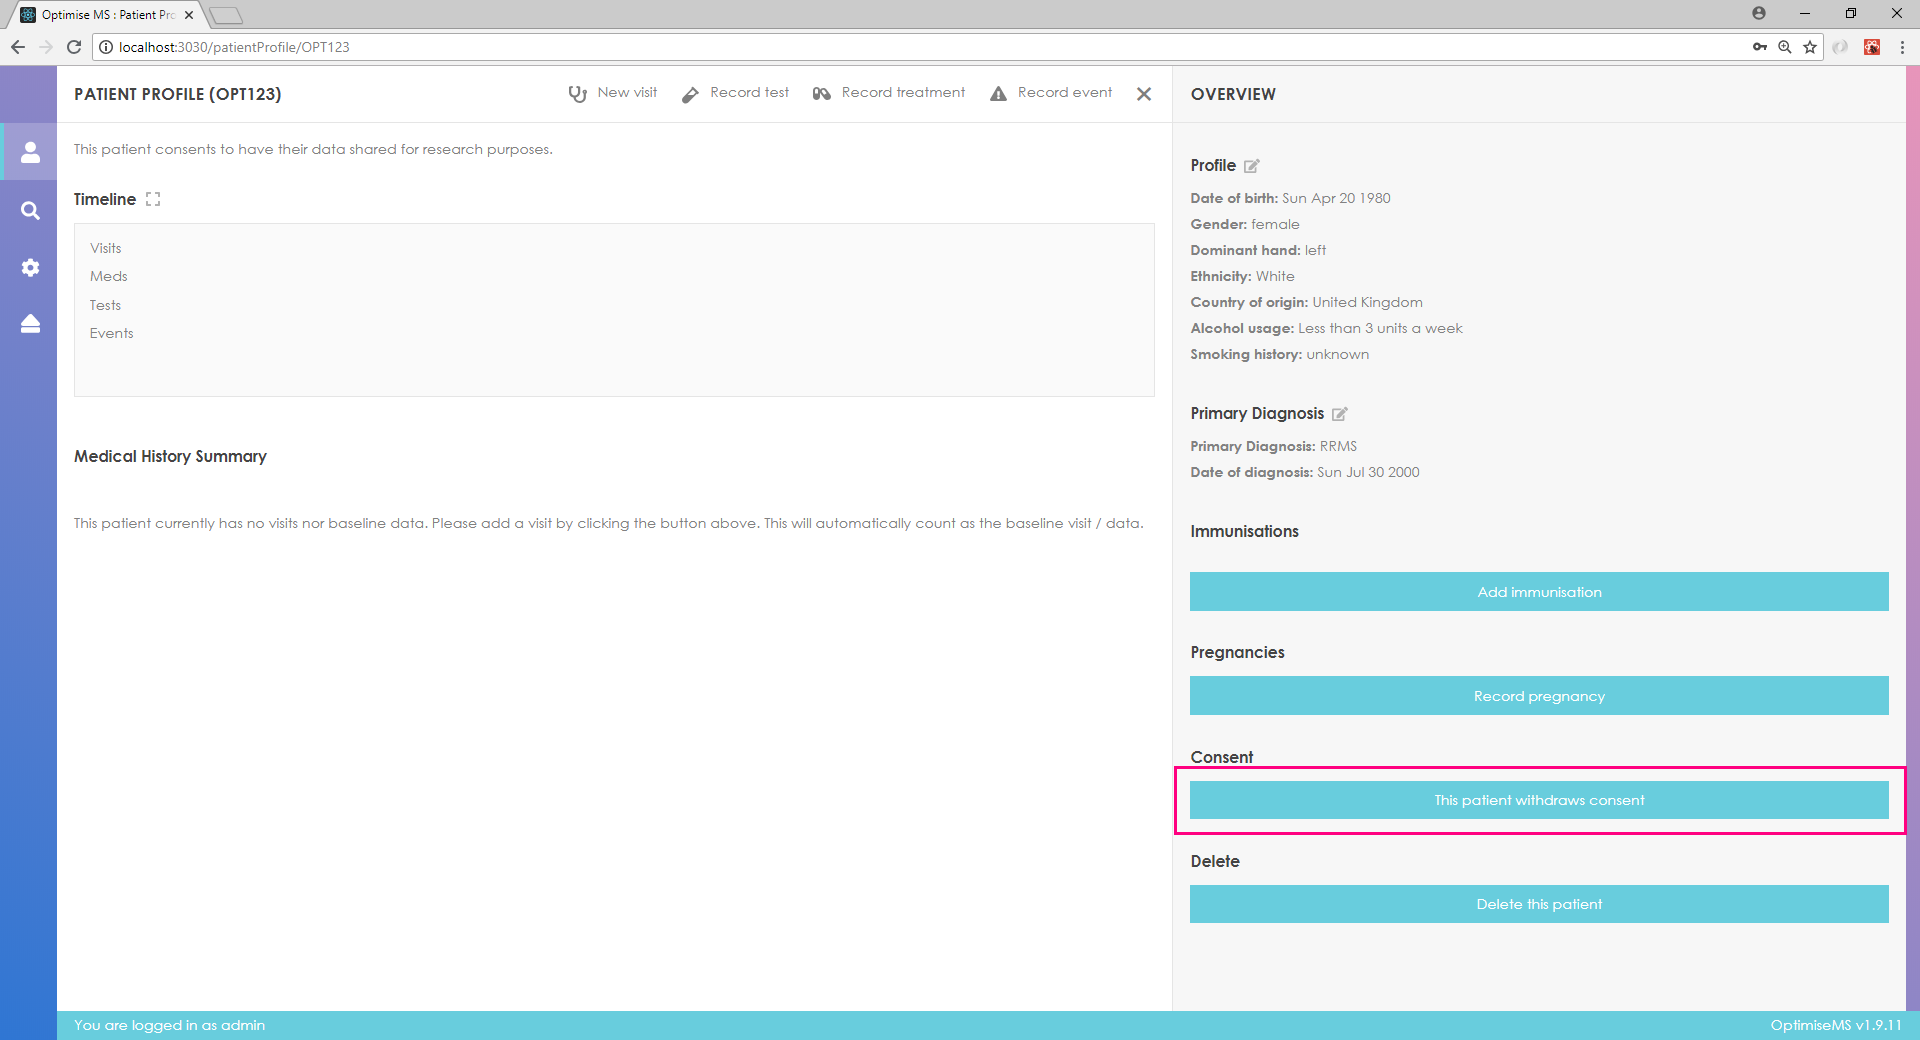 Optimise MS : Patient Pro
localhost:3030/patientProfile/OPT123
PATIENT PROFILE (OPT123)
New visit
Record test
Record treatment
Record event
This patient consents to have their data shared for research purposes.
Timeline
Visits
Meds
Tests
Events
Medical History Summary
This patient currently has no visits nor baseline data. Please add a visit by clicking the button above. This will automatically count as the baseline visit / data.
OVERVIEW
Profile
Date of birth: Sun Apr 20 1980
Gender: female
Dominant hand: left
Ethnicity: White
Country of origin: United Kingdom
Alcohol usage: Less than 3 units a week
Smoking history: unknown
Primary Diagnosis
Primary Diagnosis: RRMS
Date of diagnosis: Sun Jul 30 2000
Immunisations
Add immunisation
Pregnancies
Record pregnancy
Consent
This patient withdraws consent
Delete
Delete this patient
You are logged in as admin
OptimiseMS v1.9.11